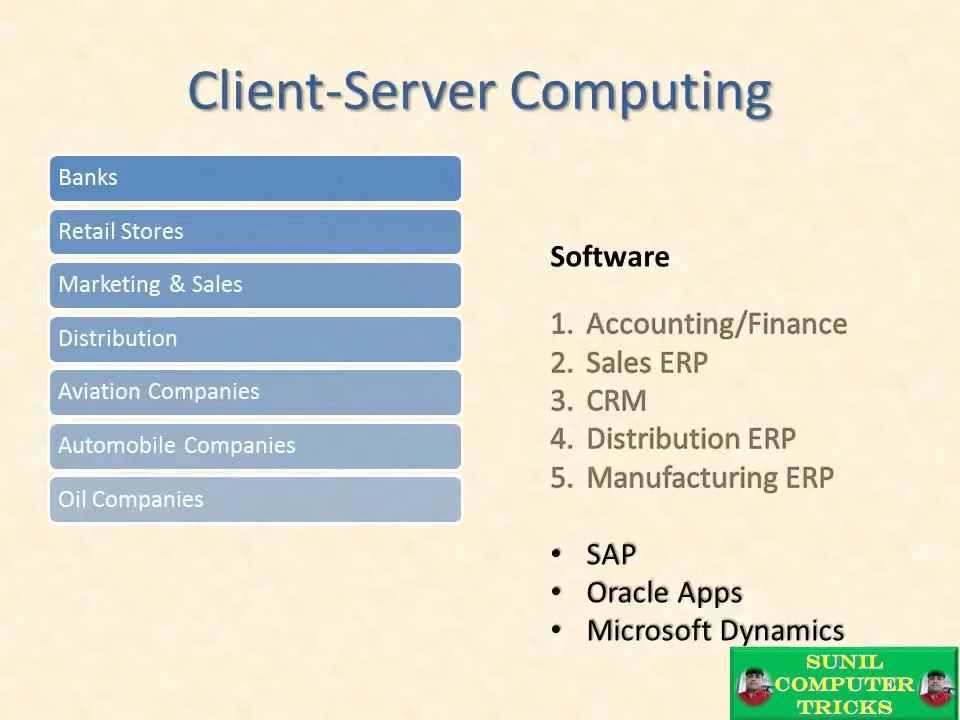 Client-Server Computing
Banks
Retail Stores
Marketing & Sales
Distribution
Aviation Companies
Automobile Companies
Oil Companies
Software
1. Accounting/Finance
2. Sales ERP
3. CRM
4. Distribution ERP
5. Manufacturing ERP
• SAP
• Oracle Apps
• Microsoft Dynamics
SUNIL
COMPUTER
TRICKS